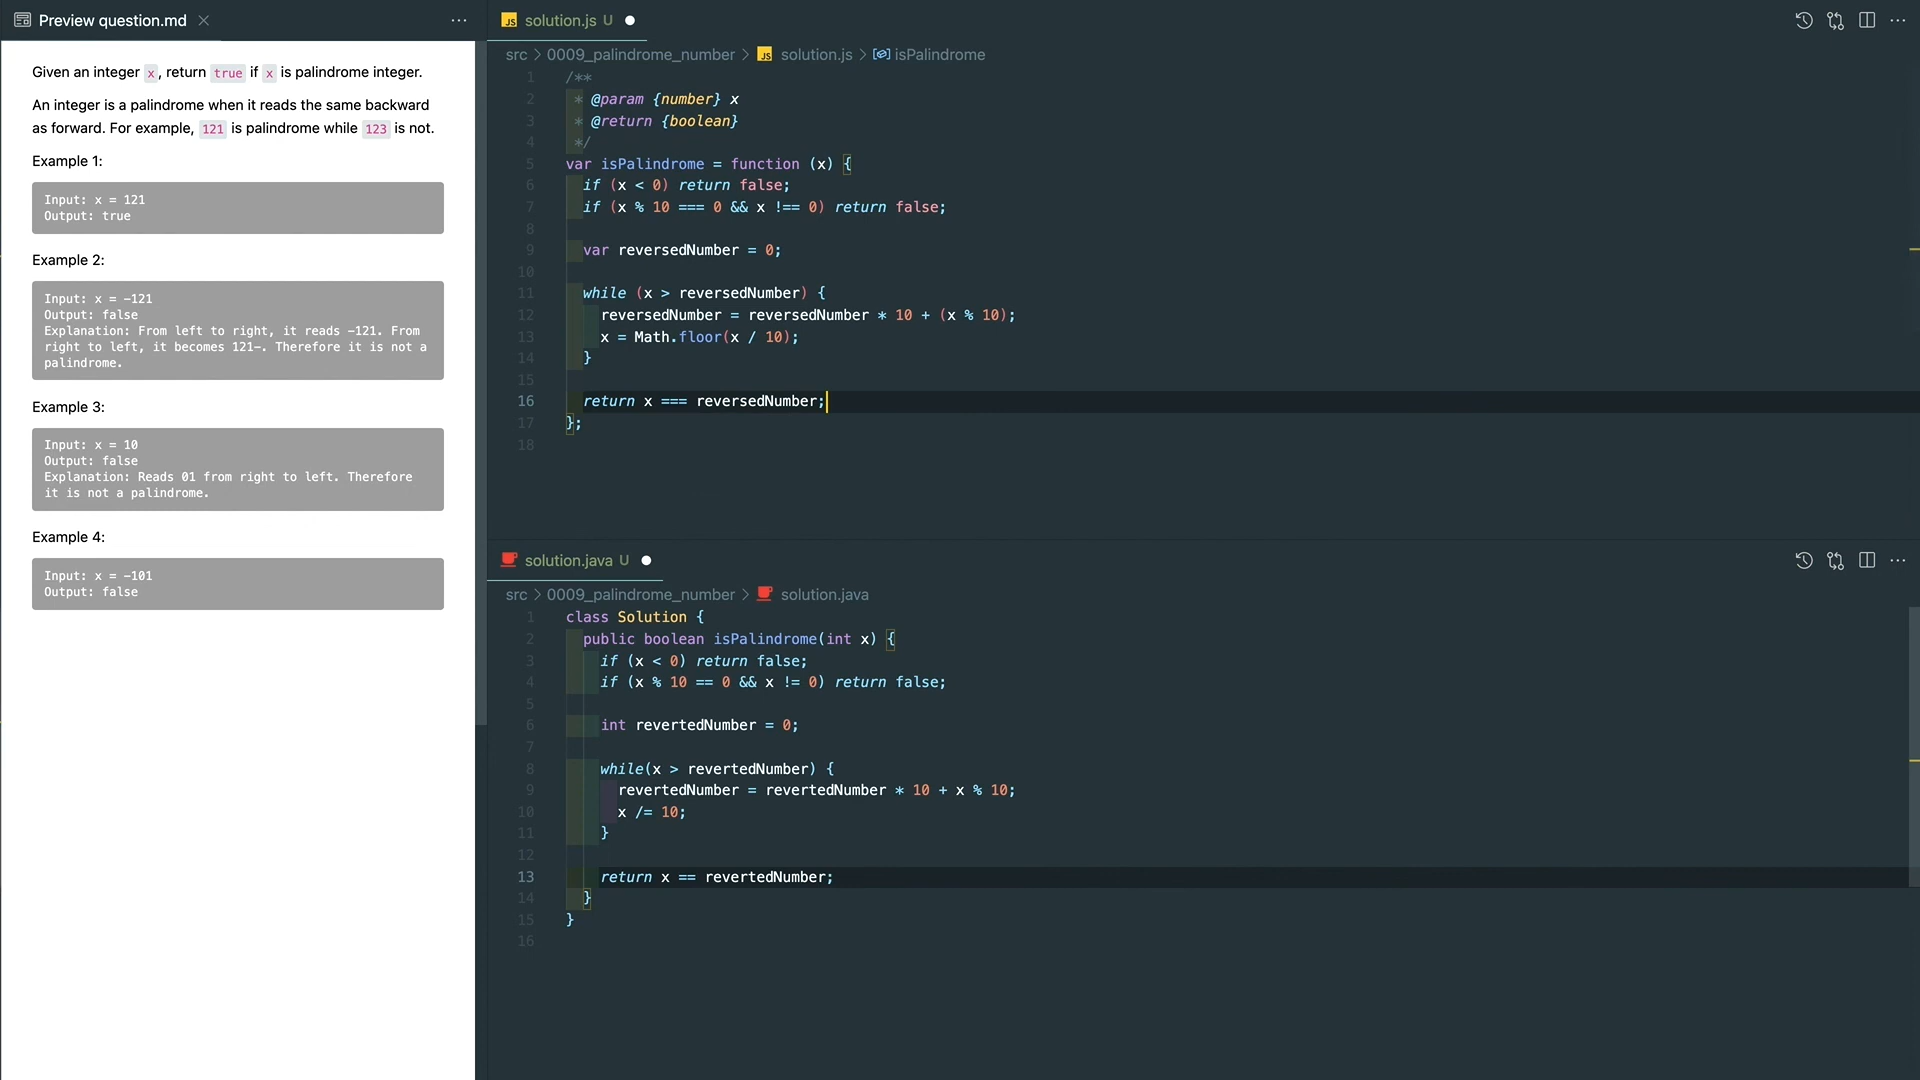 Preview question.md
Given an integer x, return true if x is palindrome integer.
An integer is a palindrome when it reads the same backward
as forward. For example, 121 is palindrome while 123 is not.
Example 1:
Input: x = 121
Output: true
Example 2:
Input: x = -121
Output: false
Explanation: From left to right, it reads -121. From
right to left, it becomes 121-. Therefore it is not a
palindrome.
Example 3:
Input: x = 10
Output: false
Explanation: Reads 01 from right to left. Therefore
it is not a palindrome.
Example 4:
Input: x = -101
Output: false
JS solution.js U
src > 0009_palindrome_number > JS solution.js > isPalindrome
1 /**
2 * @param {number} x
3 * @return {boolean}
4 */
5 var isPalindrome = function (x) {
6 if (x < 0) return false;
7 if (x % 10 === 0 && x !== 0) return false;
8
9 var reversedNumber = 0;
10
11 while (x > reversedNumber) {
12 reversedNumber = reversedNumber * 10 + (x % 10);
13 x = Math.floor(x / 10);
14 }
15
16 return x === reversedNumber;
17 };
18
solution.java U
src > 0009_palindrome_number > solution.java
1 class Solution {
2 public boolean isPalindrome(int x) {
3 if (x < 0) return false;
4 if (x % 10 == 0 && x != 0) return false;
5
6 int revertedNumber = 0;
7
8 while(x > revertedNumber) {
9 revertedNumber = revertedNumber * 10 + x % 10;
10 x /= 10;
11 }
12
13 return x == revertedNumber;
14 }
15 }
16